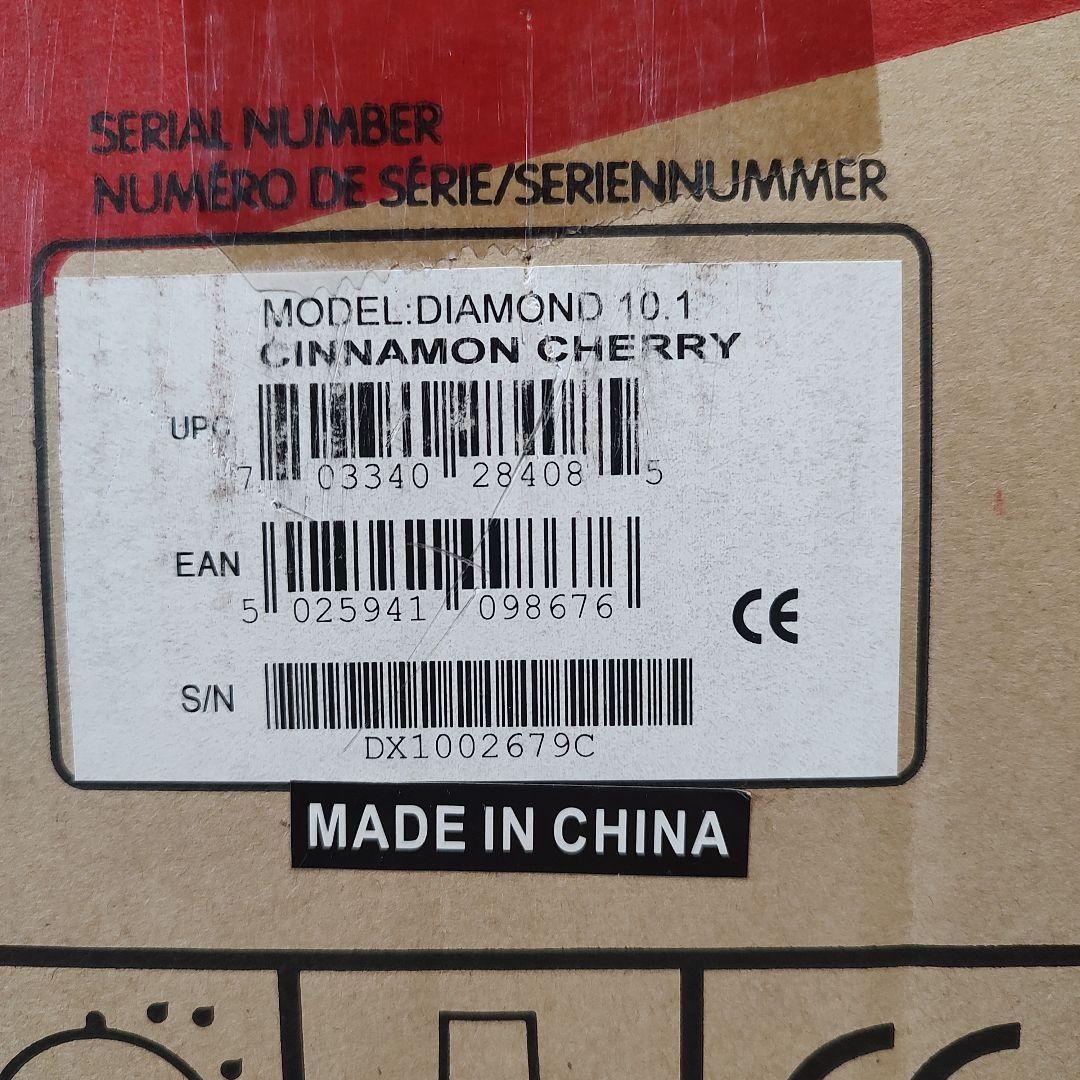 SERIAL NUMBER
NUMÉRO DE SÉRIE/SERIENNUMMER
MODEL:DIAMOND 10.1
CINNAMON CHERRY
UPC
7 03340 28408 5
EAN
5 025941 098676
CE
S/N
DX1002679C
MADE IN CHINA